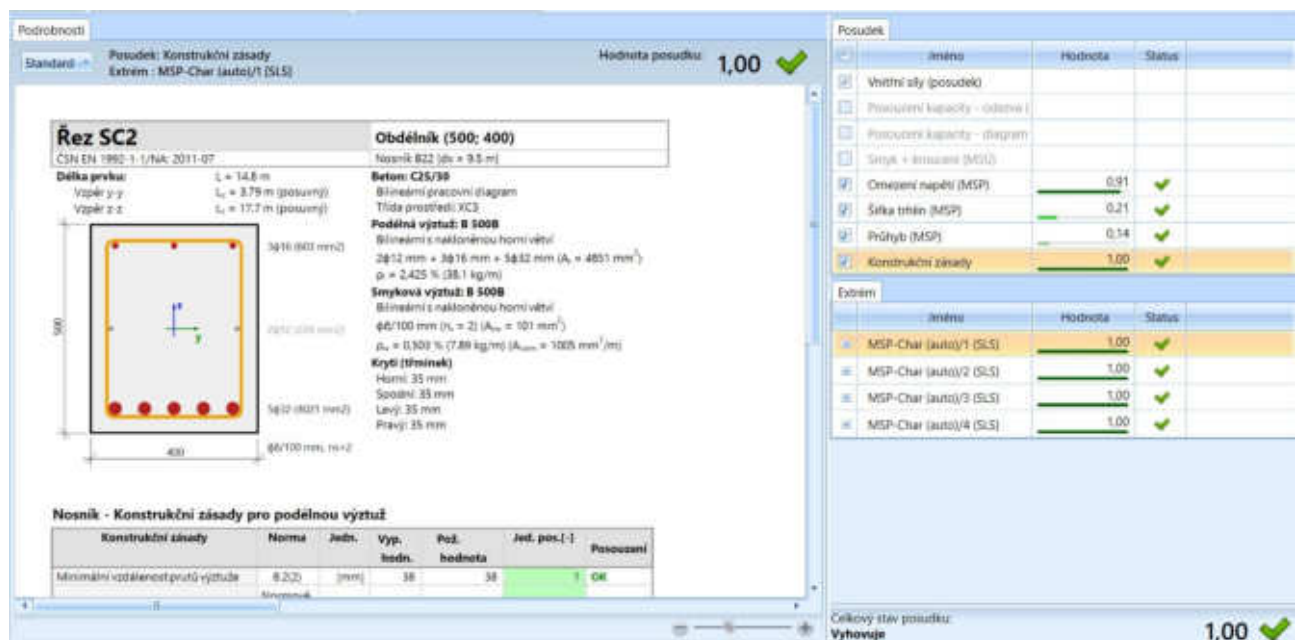 Podrobnosti
Standard
Posudek: Konstrukční zásady
Extrém : MSP-Char (auto)/1 (SLS)
Hodnota posudku:
1,00
Řez SC2
Obdélník (500; 400)
ČSN EN 1992-1-1/NA: 2011-07
Nosník B22 (dx = 9.5 m)
Délka prvku: L = 14.8 m
Vzpěr y-y = 3.79 m (posuvný)
Vzpěr z-z = 17.7 m (posuvný)
Beton: C25/30
Bilineární pracovní diagram
Třída prostředí: XC3
Podélná výztuž: B 500B
Bilineární s nakloněnou horní větví
2ϕ12 mm + 3ϕ16 mm + 5ϕ32 mm (Aₛ = 4851 mm²)
= 2,425 % (38.1 kg/m)
Smyková výztuž: B 500B
Bilineární s nakloněnou horní větví
ϕ8/100 mm (nₛ = 2) = 101 mm²)
= 0,503 % (7.89 kg/m) = 1005 mm²/m)
Krytí (třmínek)
Horní: 35 mm
Spodní: 35 mm
Levý: 35 mm
Pravý: 35 mm
3ϕ16 (603 mm2)
5ϕ32 (4021 mm2)
ϕ8/100 mm, ns=2
500
400
z
y
Nosník - Konstrukční zásady pro podélnou výztuž
Konstrukční zásady Norma Jedn. Vyp. hodn. Pož. hodnota Jed. pos.[-] Posouzení
Minimální vzdálenost prutů výztuže 8.2(2) [mm] 38 38 1 OK
Posudek
Jméno Hodnota Status
Vnitřní síly (posudek)
Posouzení kapacity - odezva (
Posouzení kapacity - diagram
Smyk + kroucení (MSÚ)
Omezení napětí (MSP) 0,91
Šířka trhlin (MSP) 0,21
Průhyb (MSP) 0,14
Konstrukční zásady 1,00
Extrém
Jméno Hodnota Status
MSP-Char (auto)/1 (SLS) 1,00
MSP-Char (auto)/2 (SLS) 1,00
MSP-Char (auto)/3 (SLS) 1,00
MSP-Char (auto)/4 (SLS) 1,00
Celkový stav posudku:
Vyhovuje
1,00